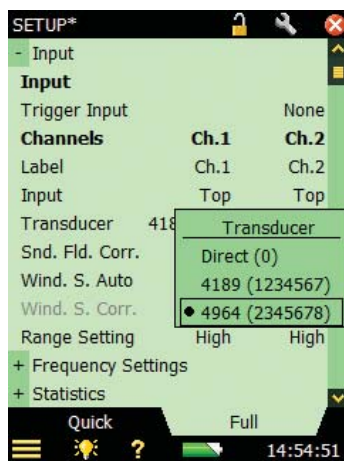 SETUP*
- Input
Input
Trigger Input None
Channels Ch.1 Ch.2
Label Ch.1 Ch.2
Input Top Top
Transducer 418
Transducer
Snd. Fld. Corr.
Direct (0)
Wind. S. Auto
4189 (1234567)
Wind. S. Corr.
4964 (2345678)
Range Setting High High
+ Frequency Settings
+ Statistics
Quick Full
? 14:54:51